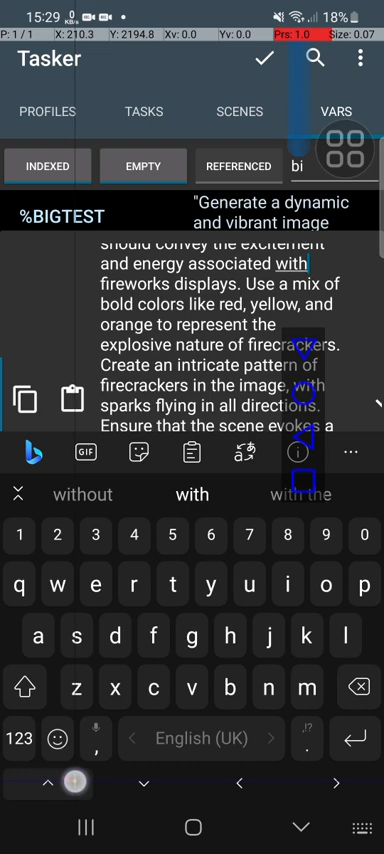 15:29 0 KB/s 18%
P: 1 / 1 X: 210.3 Y: 2194.8 Xv: 0.0 Yv: 0.0 Prs: 1.0 Size: 0.07
Tasker
PROFILES TASKS SCENES VARS
INDEXED EMPTY REFERENCED bi
%BIGTEST "Generate a dynamic
and vibrant image
should convey the excitement
and energy associated with
fireworks displays. Use a mix of
bold colors like red, yellow, and
orange to represent the
explosive nature of firecrackers.
Create an intricate pattern of
firecrackers in the image, with
sparks flying in all directions.
Ensure that the scene evokes a
GIF
without with with the
1 2 3 4 5 6 7 8 9 0
q w e r t y u i o p
a s d f g h j k l
z x c v b n m
123 , English (UK) ,!? .